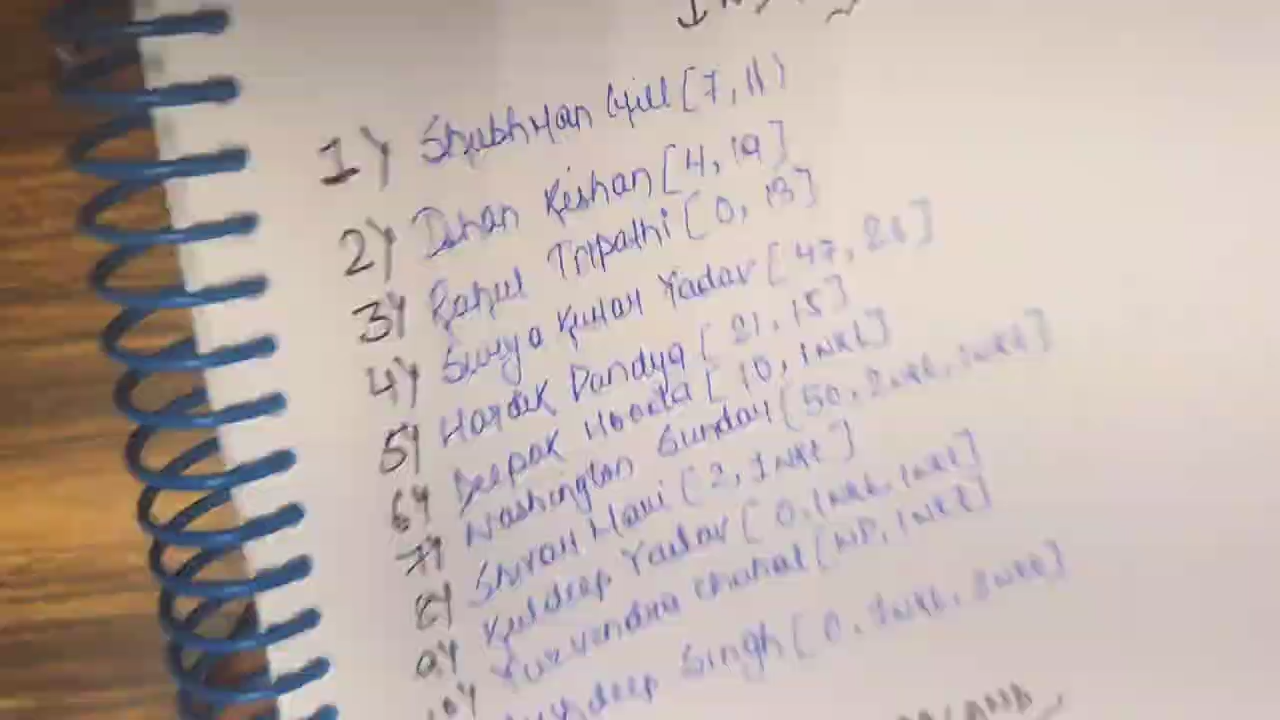 1) Shubhman Gill [7, 11)
2) Ishan Kishan [4, 19]
3) Rahul Tripathi [0, 13]
4) Surya Kumar Yadav [47, 26]
5) Hardik Pandya [21, 15]
6) Deepak Hooda [10, 1Wkt]
7) Washington Sunday [50, 2Wkt, 1Wkt]
8) Shivam Mavi [2, 1Wkt]
9) Kuldeep Yadav [0, 1Wkt, 1Wkt]
10) Yuzvendra Chahal [NP, 1Wkt]
Singh [0, 1Wkt, 2Wkt]